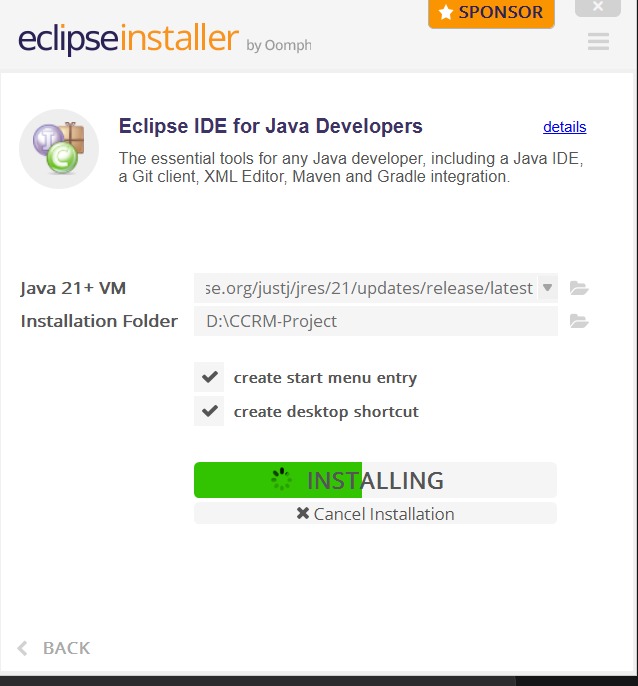 SPONSOR
eclipseinstaller by Oomph
Eclipse IDE for Java Developers
details
The essential tools for any Java developer, including a Java IDE,
a Git client, XML Editor, Maven and Gradle integration.
Java 21+ VM
se.org/justj/jres/21/updates/release/latest
Installation Folder
D:\CCRM-Project
create start menu entry
create desktop shortcut
INSTALLING
Cancel Installation
BACK